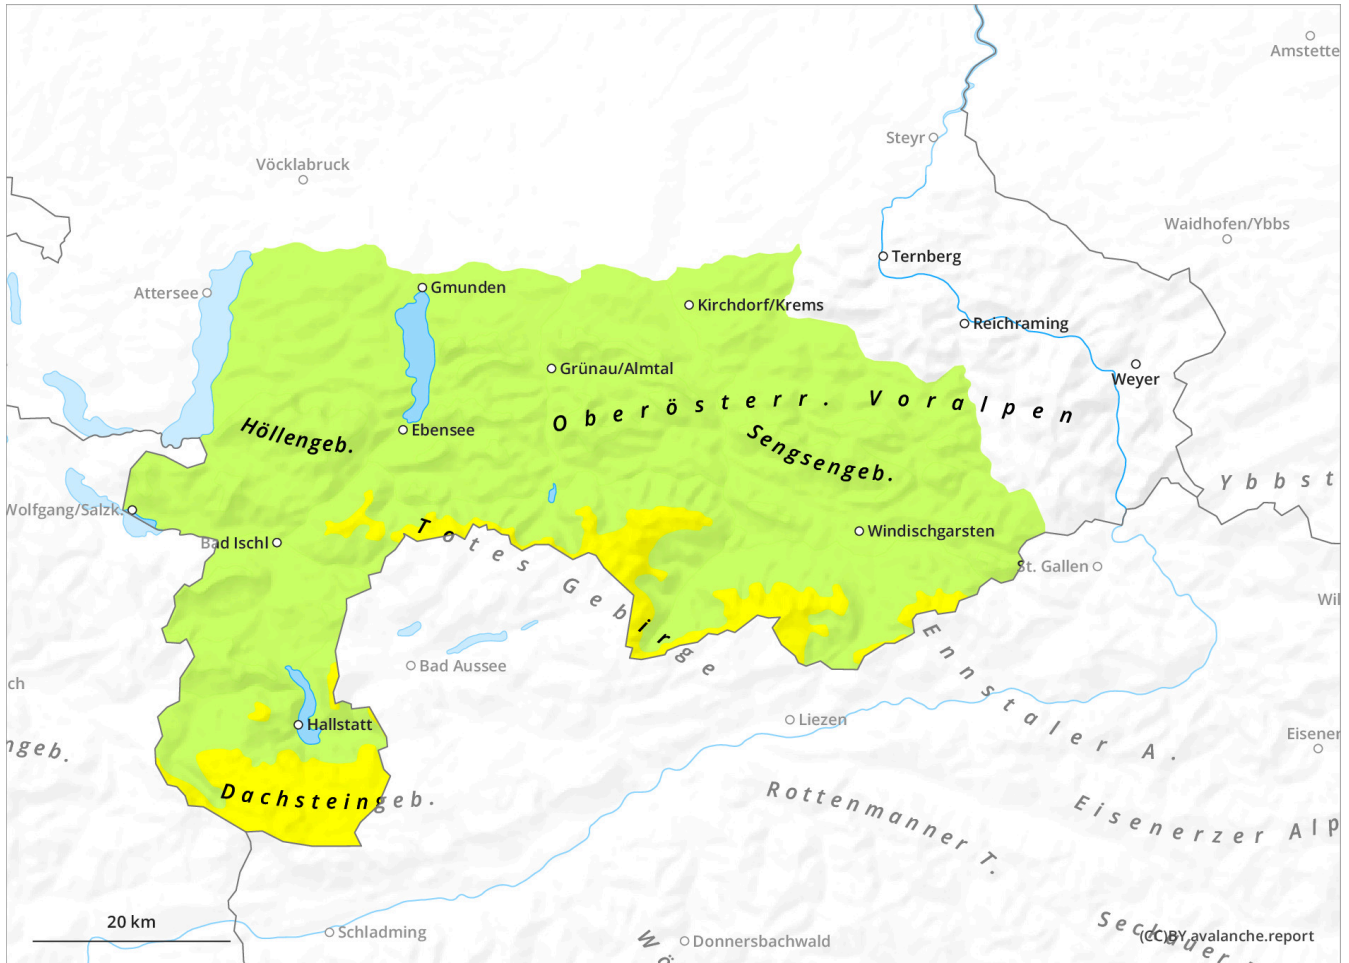 Amstette
Steyr
Vöcklabruck
Waidhofen/Ybbs
Ternberg
Attersee
Gmunden
Kirchdorf/Krems
Reichraming
Grünau/Almtal
Weyer
Oberösterr. Voralpen
Höllengeb.
Ebensee
Sengsengeb.
Ybbst
Wolfgang/Salzk.
Totes Gebirge
Windischgarsten
Bad Ischl
St. Gallen
Wil
Ennstaler A.
Bad Aussee
ch
Hallstatt
Liezen
Eisener
ngeb.
Dachsteingeb.
Rottenmanner T.
Eisenerzer Alp
20 km
Schladming
Wö
Donnersbachwald
Seckauer
(CC)BY avalanche.report